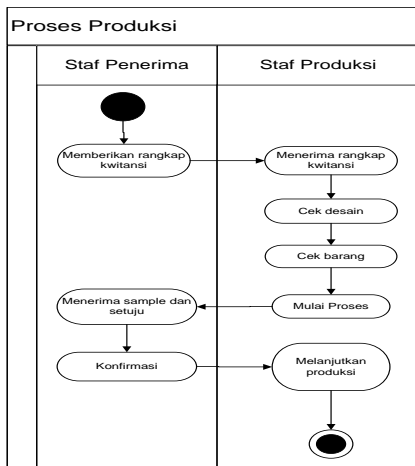 Proses Produksi
Staf Penerima
Staf Produksi
Memberikan rangkap
kwitansi
Menerima rangkap
kwitansi
Cek desain
Cek barang
Mulai Proses
Menerima sample dan
setuju
Konfirmasi
Melanjutkan
produksi